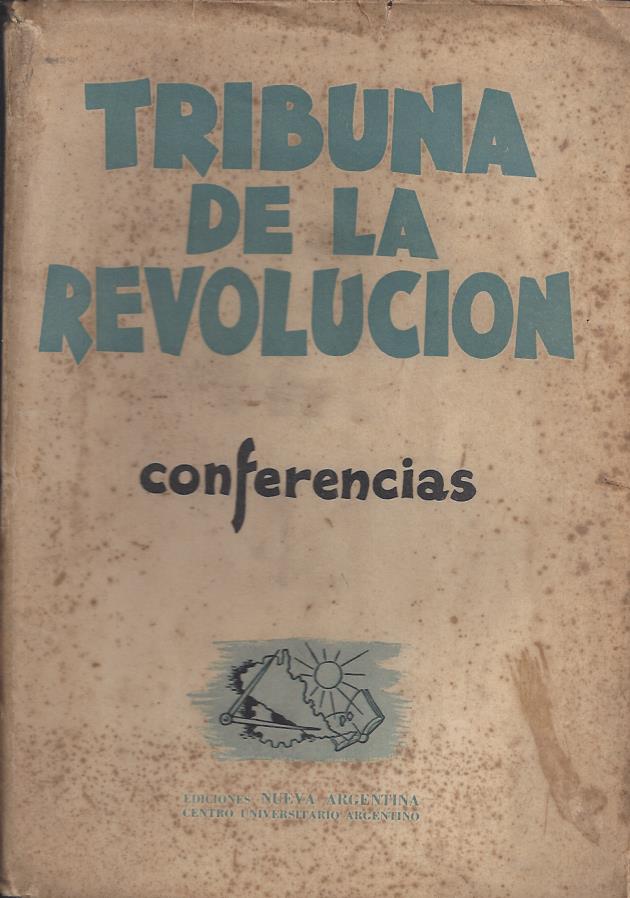 TRIBUNA
DE LA
REVOLUCION
conferencias
EDICIONES NUEVA ARGENTINA
CENTRO UNIVERSITARIO ARGENTINO